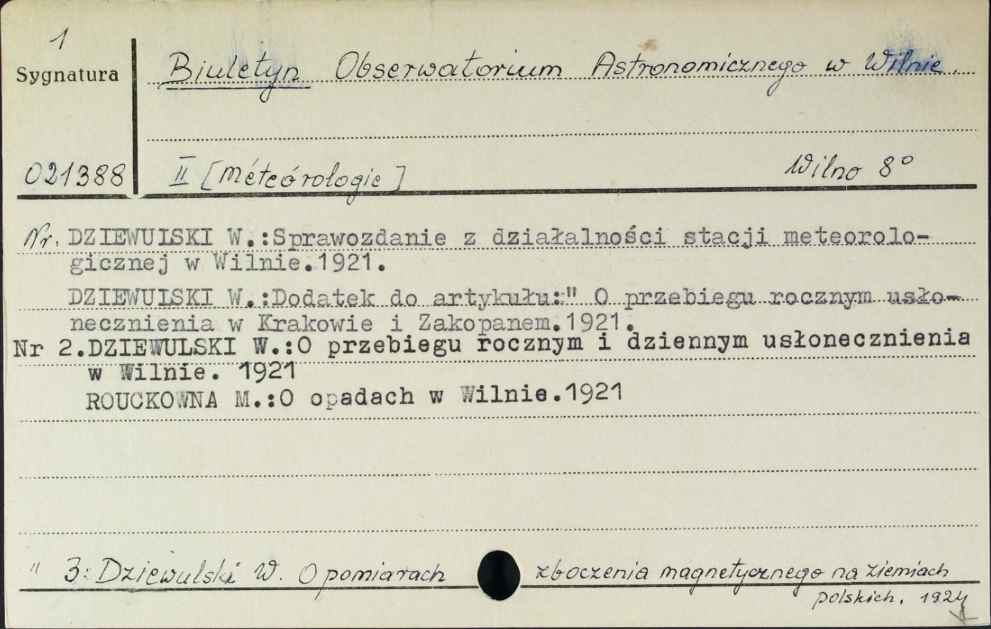 1
Sygnatura
Biuletyn Obserwatorium Astronomicznego w Wilnie.
021388
II [Météorologie]
Wilno 8°
Nr. DZIEWUISKI W.:Sprawozdanie z działalności stacji meteorolo-
gicznej w Wilnie.1921.
DZIEWUISKI W.:Dodatek do artykułu:" O przebiegu rocznym usło-
necznienia w Krakowie i Zakopanem.1921.
Nr 2.DZIEWULSKI W.:O przebiegu rocznym i dziennym usłonecznienia
w Wilnie. 1921
ROUCKOWNA M.:O opadach w Wilnie.1921
" 3: Dziewulski W. O pomiarach zboczenia magnetycznego na ziemiach
polskich. 1924